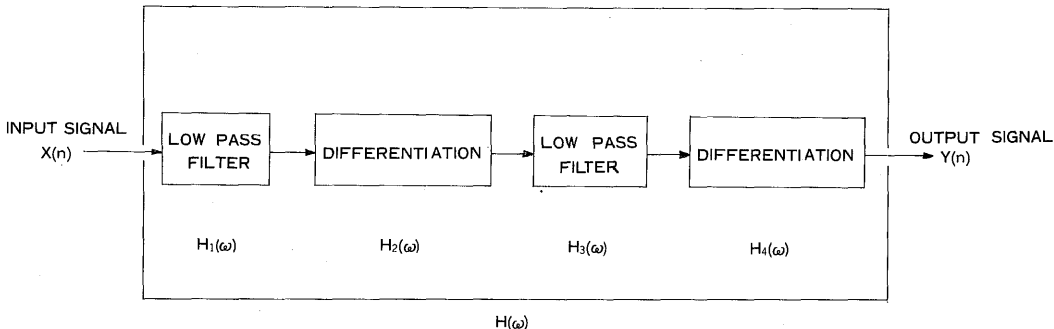 INPUT SIGNAL
X(n)
LOW PASS
FILTER
DIFFERENTIATION
LOW PASS
FILTER
DIFFERENTIATION
OUTPUT SIGNAL
Y(n)
H₁(ω)
H₂(ω)
H₃(ω)
H₄(ω)
H(ω)